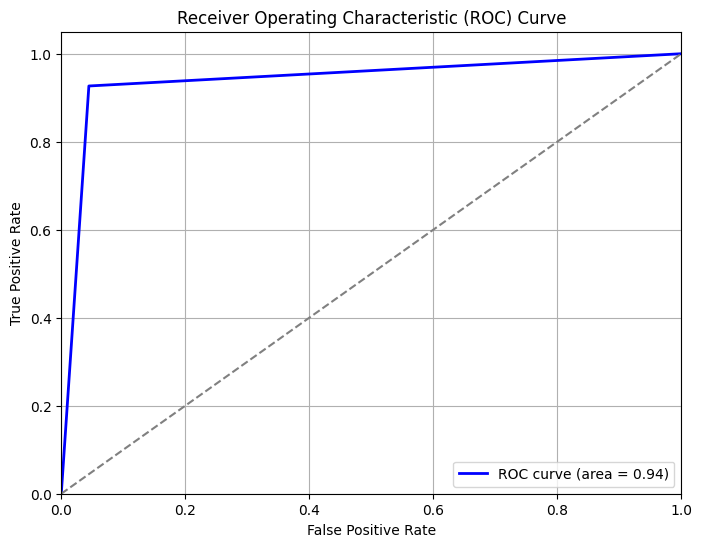 Receiver Operating Characteristic (ROC) Curve
True Positive Rate
1.0
0.8
0.6
0.4
0.2
0.0
ROC curve (area = 0.94)
0.0 0.2 0.4 0.6 0.8 1.0
False Positive Rate